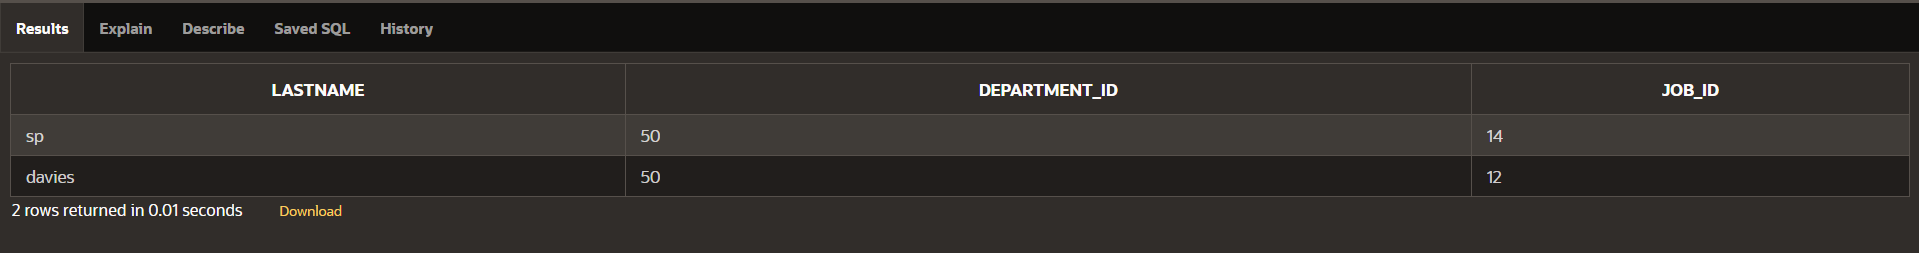 Results Explain Describe Saved SQL History
LASTNAME DEPARTMENT_ID JOB_ID
sp 50 14
davies 50 12
2 rows returned in 0.01 seconds Download